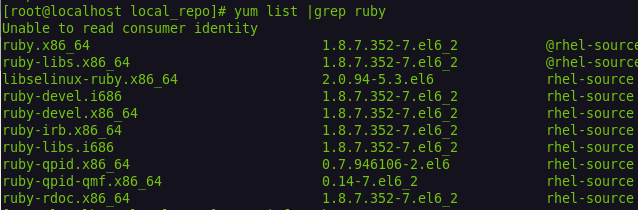 [root@localhost local_repo]# yum list |grep ruby
Unable to read consumer identity
ruby.x86_64 1.8.7.352-7.el6_2 @rhel-source
ruby-libs.x86_64 1.8.7.352-7.el6_2 @rhel-source
libselinux-ruby.x86_64 2.0.94-5.3.el6 rhel-source
ruby-devel.i686 1.8.7.352-7.el6_2 rhel-source
ruby-devel.x86_64 1.8.7.352-7.el6_2 rhel-source
ruby-irb.x86_64 1.8.7.352-7.el6_2 rhel-source
ruby-libs.i686 1.8.7.352-7.el6_2 rhel-source
ruby-qpid.x86_64 0.7.946106-2.el6 rhel-source
ruby-qpid-qmf.x86_64 0.14-7.el6_2 rhel-source
ruby-rdoc.x86_64 1.8.7.352-7.el6_2 rhel-source